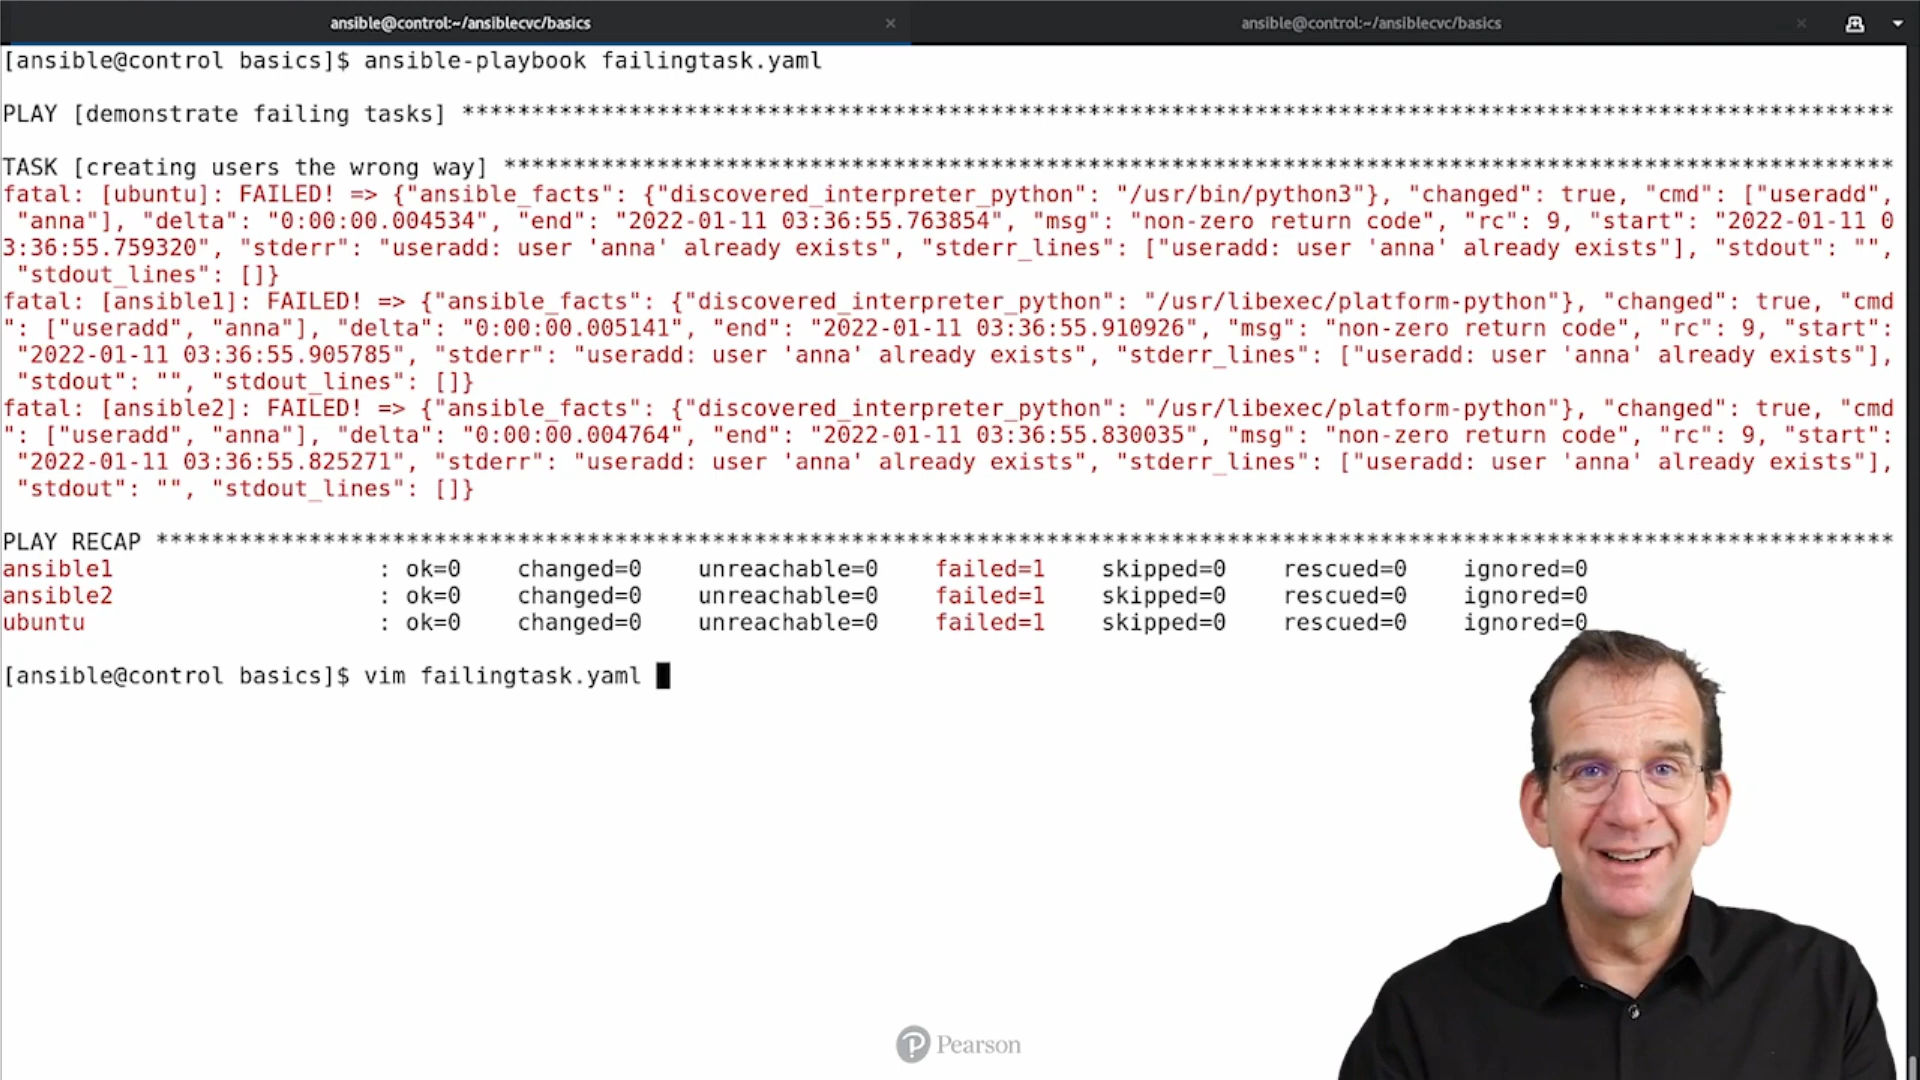 ansible@control:~/ansiblecvc/basics × ansible@control:~/ansiblecvc/basics ×
[ansible@control basics]$ ansible-playbook failingtask.yaml
PLAY [demonstrate failing tasks] *******************************************************************************************************
TASK [creating users the wrong way] ****************************************************************************************************
fatal: [ubuntu]: FAILED! => {"ansible_facts": {"discovered_interpreter_python": "/usr/bin/python3"}, "changed": true, "cmd": ["useradd",
"anna"], "delta": "0:00:00.004534", "end": "2022-01-11 03:36:55.763854", "msg": "non-zero return code", "rc": 9, "start": "2022-01-11 0
3:36:55.759320", "stderr": "useradd: user 'anna' already exists", "stderr_lines": ["useradd: user 'anna' already exists"], "stdout": "",
"stdout_lines": []}
fatal: [ansible1]: FAILED! => {"ansible_facts": {"discovered_interpreter_python": "/usr/libexec/platform-python"}, "changed": true, "cmd
": ["useradd", "anna"], "delta": "0:00:00.005141", "end": "2022-01-11 03:36:55.910926", "msg": "non-zero return code", "rc": 9, "start":
"2022-01-11 03:36:55.905785", "stderr": "useradd: user 'anna' already exists", "stderr_lines": ["useradd: user 'anna' already exists"],
"stdout": "", "stdout_lines": []}
fatal: [ansible2]: FAILED! => {"ansible_facts": {"discovered_interpreter_python": "/usr/libexec/platform-python"}, "changed": true, "cmd
": ["useradd", "anna"], "delta": "0:00:00.004764", "end": "2022-01-11 03:36:55.830035", "msg": "non-zero return code", "rc": 9, "start":
"2022-01-11 03:36:55.825271", "stderr": "useradd: user 'anna' already exists", "stderr_lines": ["useradd: user 'anna' already exists"],
"stdout": "", "stdout_lines": []}
PLAY RECAP *****************************************************************************************************************************
ansible1 : ok=0 changed=0 unreachable=0 failed=1 skipped=0 rescued=0 ignored=0
ansible2 : ok=0 changed=0 unreachable=0 failed=1 skipped=0 rescued=0 ignored=0
ubuntu : ok=0 changed=0 unreachable=0 failed=1 skipped=0 rescued=0 ignored=0
[ansible@control basics]$ vim failingtask.yaml
Pearson